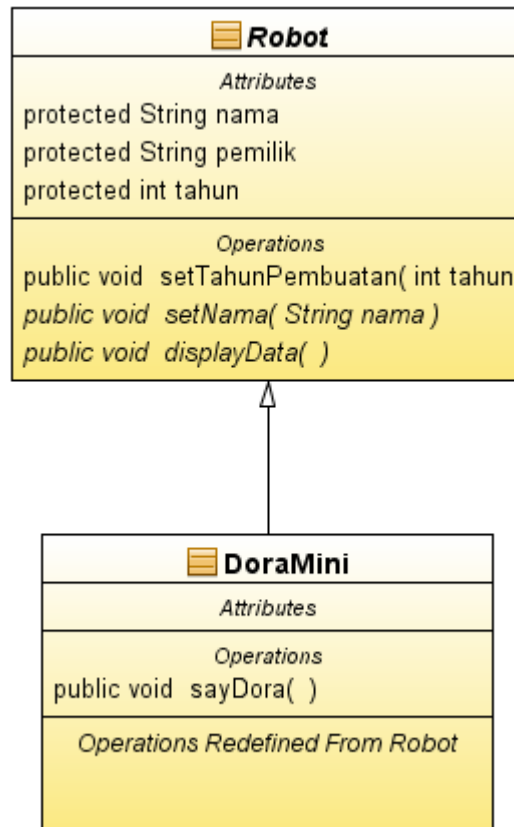 Robot
Attributes
protected String nama
protected String pemilik
protected int tahun
Operations
public void setTahunPembuatan( int tahun
public void setNama( String nama )
public void displayData( )
DoraMini
Attributes
Operations
public void sayDora( )
Operations Redefined From Robot